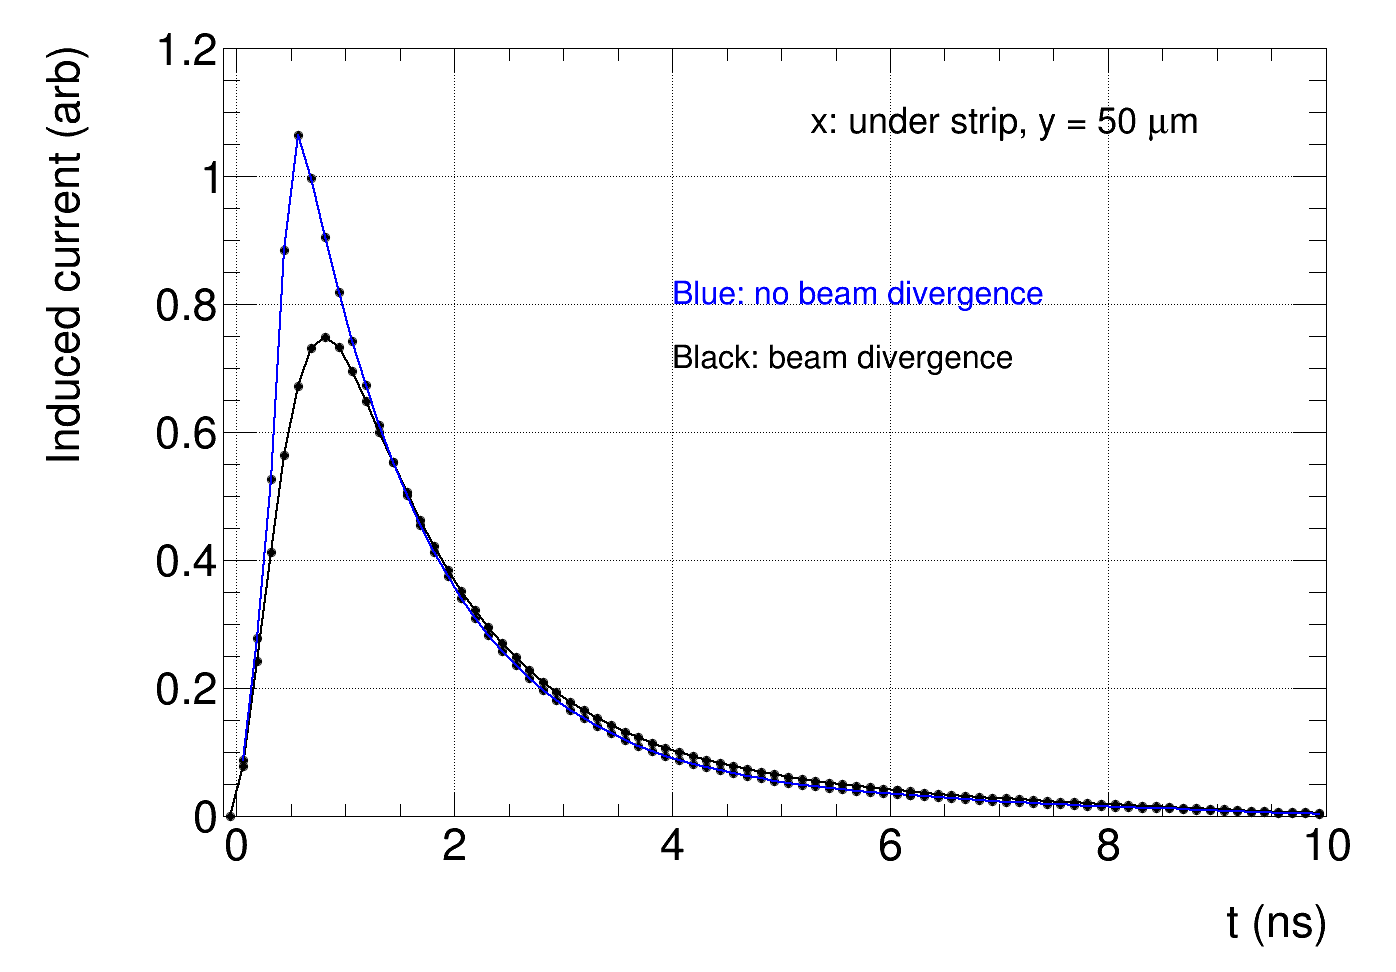 Induced current (arb)
1.2
1
0.8
0.6
0.4
0.2
0
x: under strip, y = 50 μm
Blue: no beam divergence
Black: beam divergence
0 2 4 6 8 10
t (ns)